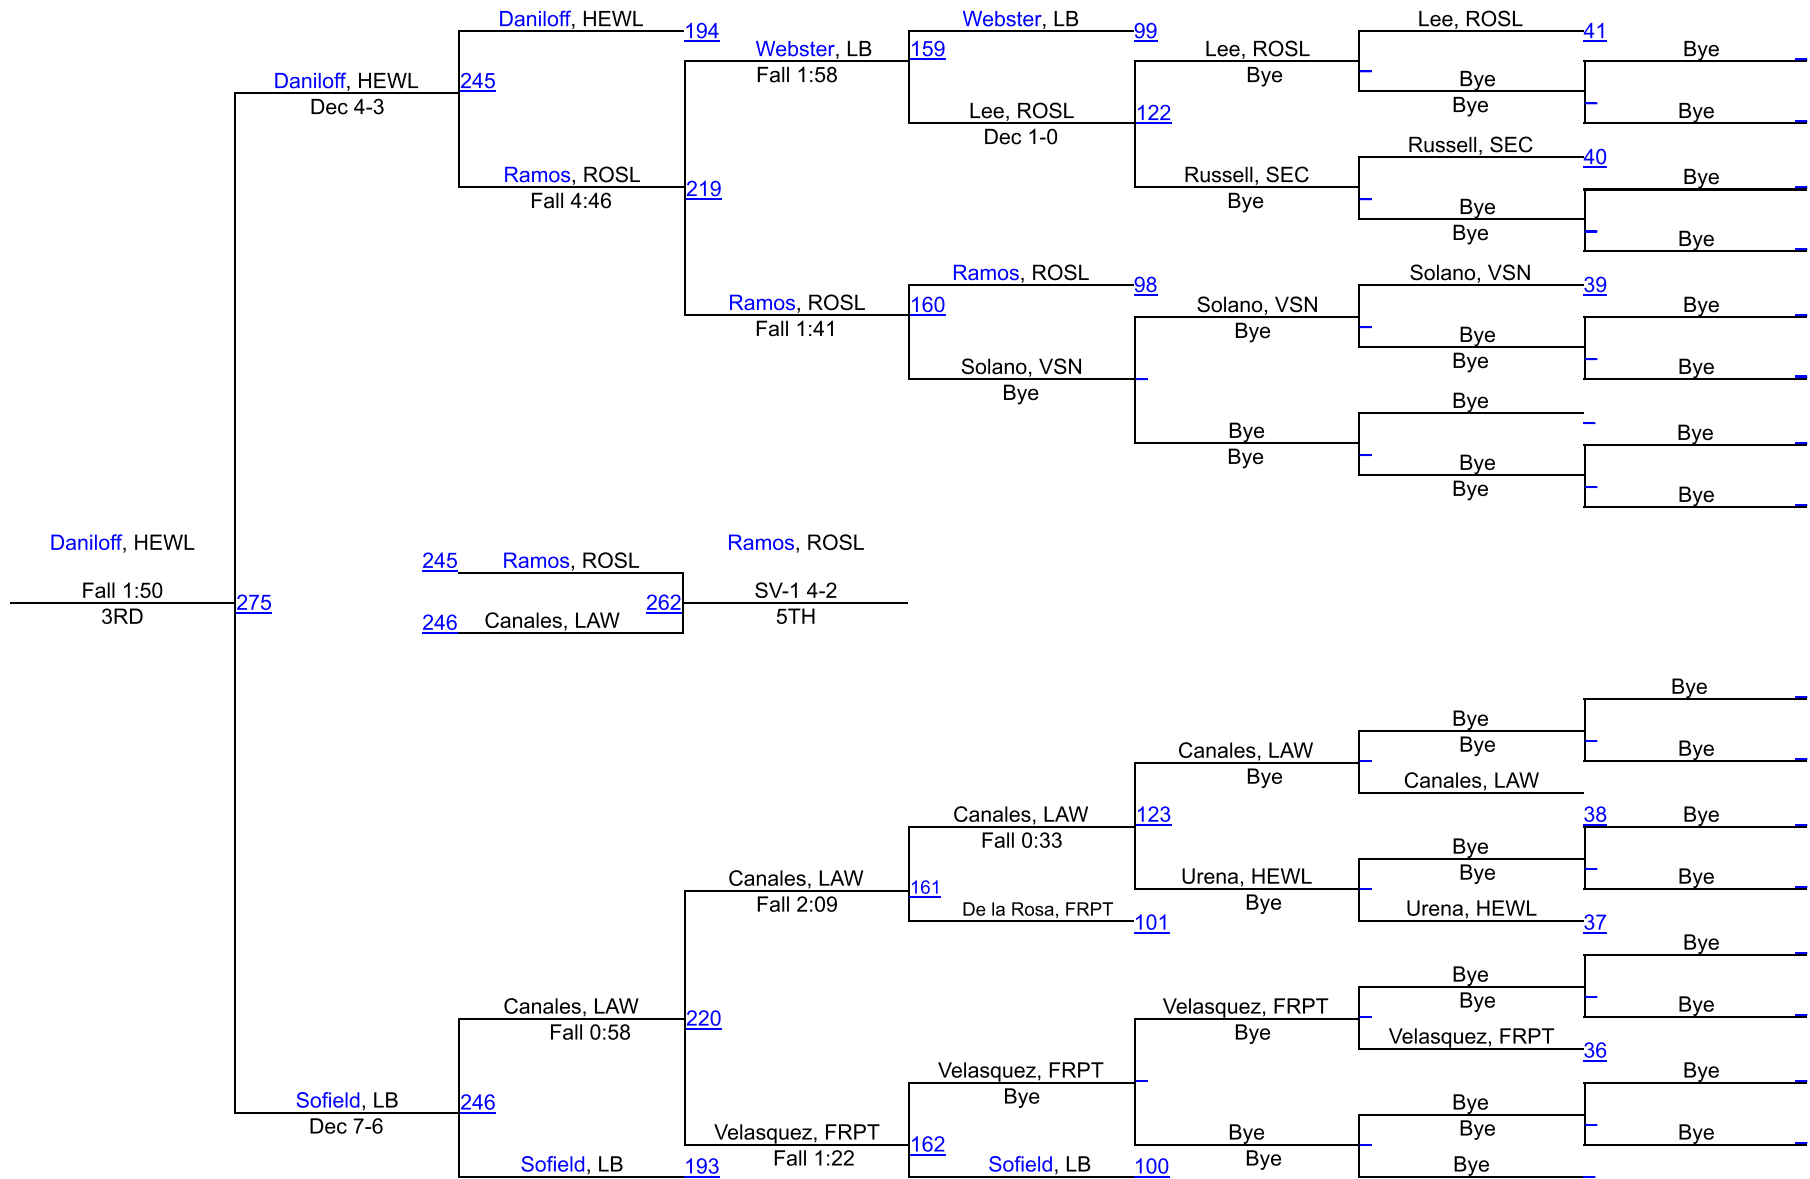 Daniloff, HEWL
Webster, LB
Lee, ROSL
194
99
41
Webster, LB
159
Lee, ROSL
Bye
Fall 1:58
Bye
Daniloff, HEWL
245
Bye
Dec 4-3
Bye
Lee, ROSL
122
Bye
Dec 1-0
Russell, SEC
40
Ramos, ROSL
219
Russell, SEC
Bye
Fall 4:46
Bye
Bye
Bye
Bye
Ramos, ROSL
98
Solano, VSN
39
Ramos, ROSL
160
Solano, VSN
Bye
Fall 1:41
Bye
Bye
Bye
Solano, VSN
Bye
Bye
Bye
Bye
Bye
Bye
Bye
Bye
Bye
Daniloff, HEWL
Ramos, ROSL
245
Ramos, ROSL
Fall 1:50
SV-1 4-2
275
262
3RD
5TH
246
Canales, LAW
Bye
Bye
Bye
Canales, LAW
Bye
Bye
Canales, LAW
Canales, LAW
123
38
Bye
Fall 0:33
Bye
Bye
Canales, LAW
161
Urena, HEWL
Bye
Fall 2:09
Bye
De la Rosa, FRPT
101
Urena, HEWL
37
Bye
Bye
Bye
Canales, LAW
220
Velasquez, FRPT
Bye
Fall 0:58
Bye
Velasquez, FRPT
36
Velasquez, FRPT
Bye
Bye
Sofield, LB
246
Bye
Dec 7-6
Bye
Velasquez, FRPT
162
Bye
Bye
Fall 1:22
Bye
Sofield, LB
193
Sofield, LB
100
Bye